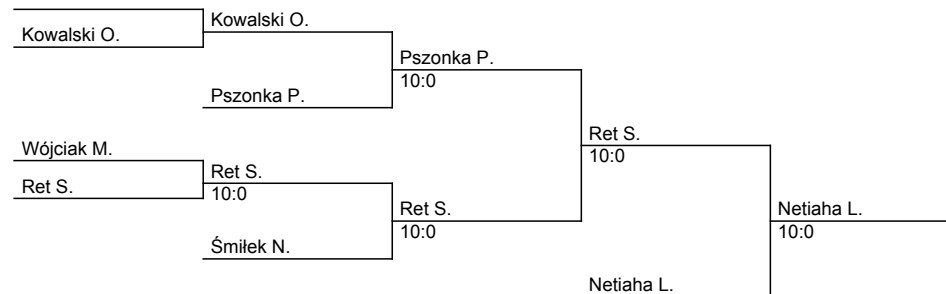 Kowalski O.
Kowalski O.
Pszonka P.
10:0
Pszonka P.
Wójciak M.
Ret S.
10:0
Ret S.
Ret S.
10:0
Ret S.
10:0
Śmiłek N.
Netiaha L.
10:0
Netiaha L.